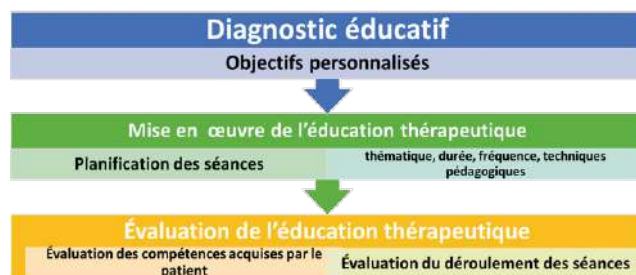 Diagnostic éducatif
Objectifs personnalisés
Mise en œuvre de l'éducation thérapeutique
Planification des séances
thématique, durée, fréquence, techniques
pédagogiques
Évaluation de l'éducation thérapeutique
Évaluation des compétences acquises par le
patient
Évaluation du déroulement des séances